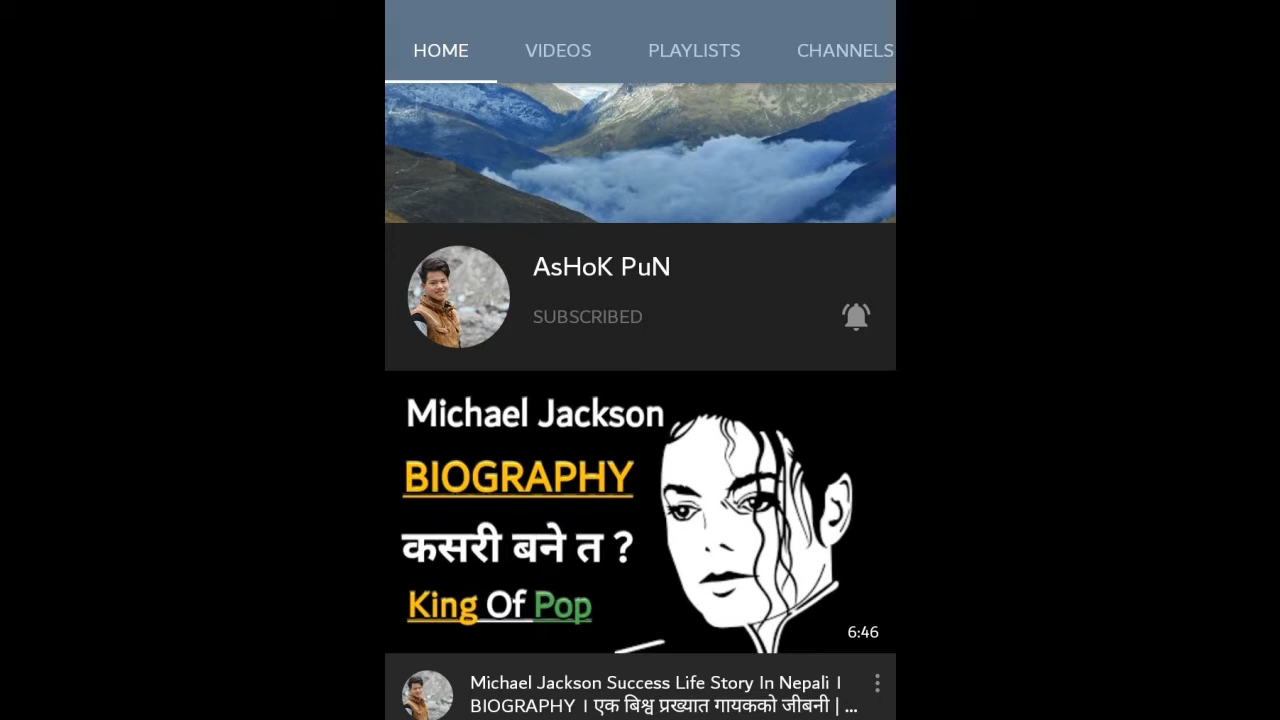 HOME VIDEOS PLAYLISTS CHANNELS
AsHoK PuN
SUBSCRIBED
Michael Jackson
BIOGRAPHY
कसरी बने त ?
King Of Pop
6:46
Michael Jackson Success Life Story In Nepali ।
BIOGRAPHY । एक बिश्व प्रख्यात गायकको जीबनी | ...